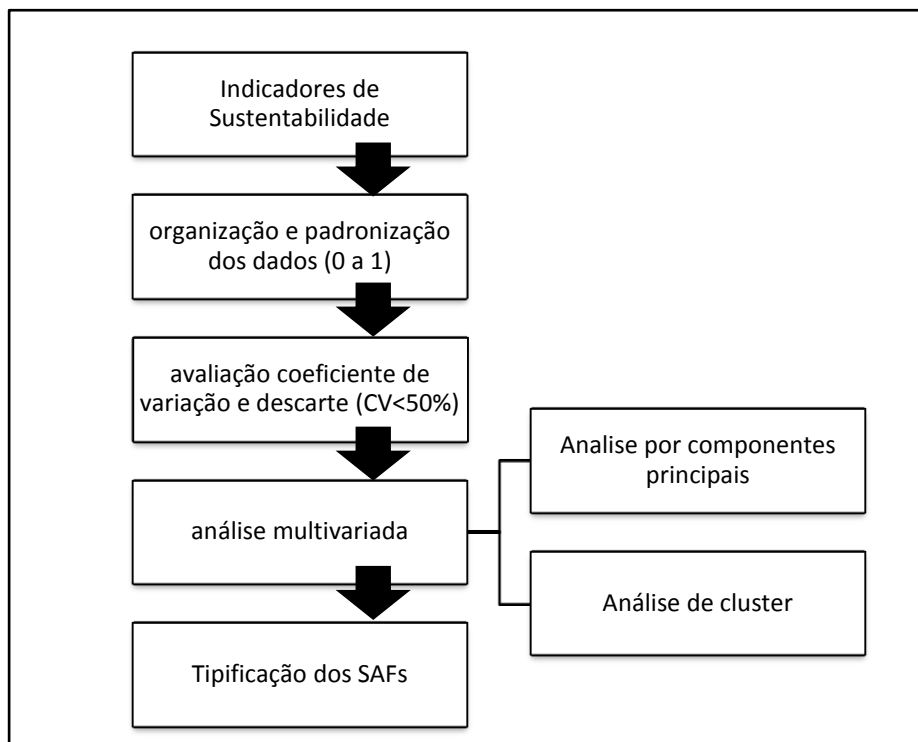 Indicadores de
Sustentabilidade
organização e padronização
dos dados (0 a 1)
avaliação coeficiente de
variação e descarte (CV<50%)
análise multivariada
Analise por componentes
principais
Análise de cluster
Tipificação dos SAFs